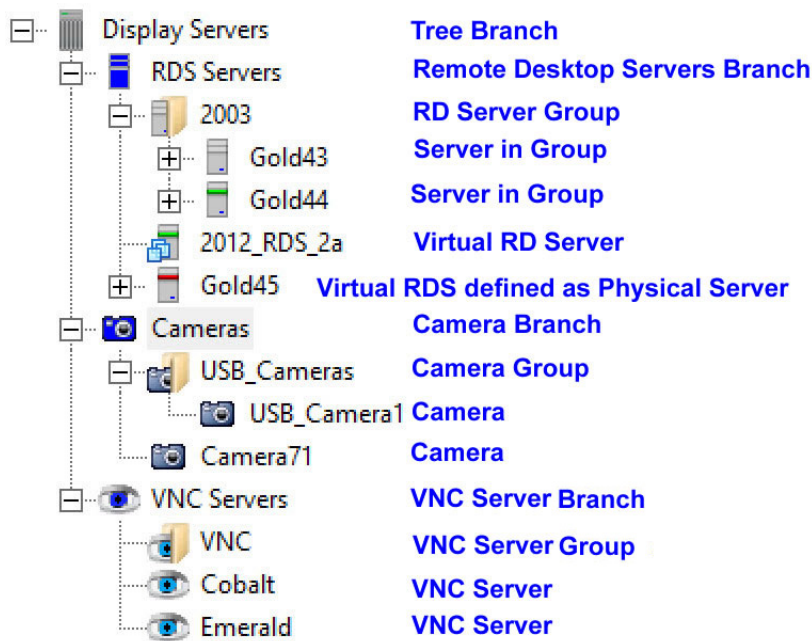 Display Servers Tree Branch
RDS Servers Remote Desktop Servers Branch
2003 RD Server Group
Gold43 Server in Group
Gold44 Server in Group
2012_RDS_2a Virtual RD Server
Gold45 Virtual RDS defined as Physical Server
Cameras Camera Branch
USB_Cameras Camera Group
USB_Camera1 Camera
Camera71 Camera
VNC Servers VNC Server Branch
VNC VNC Server Group
Cobalt VNC Server
Emerald VNC Server